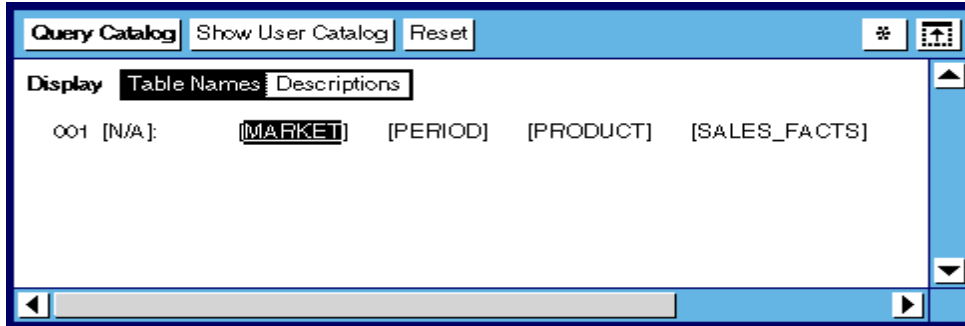 Query Catalog Show User Catalog Reset *
Display Table Names Descriptions
001 [N/A]: [MARKET] [PERIOD] [PRODUCT] [SALES_FACTS]